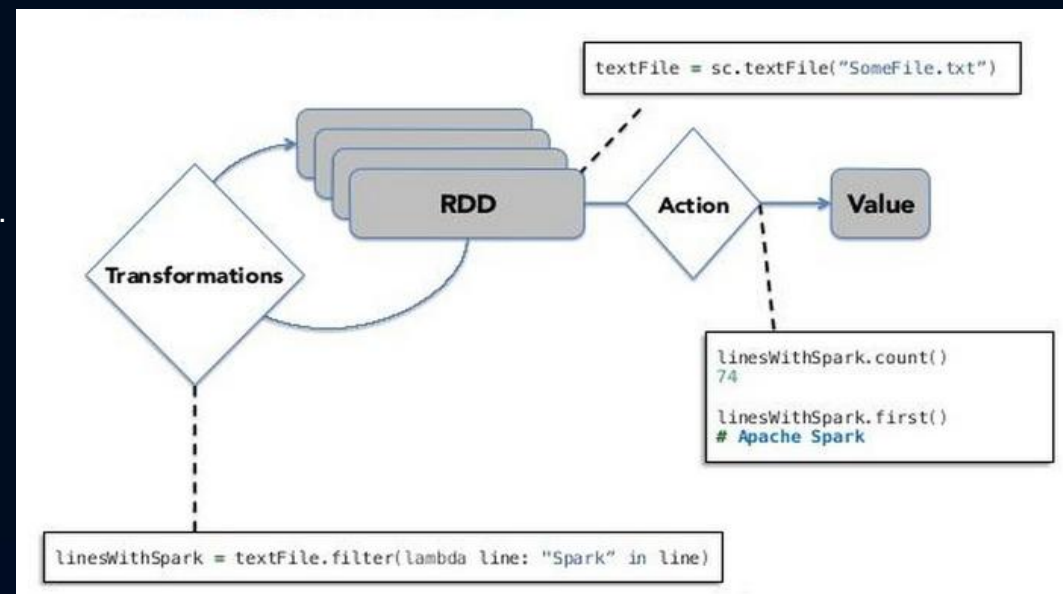 textFile = sc.textFile(“SomeFile.txt”)
RDD
Action
Value
Transformations
linesWithSpark.count()
74
linesWithSpark.first()
# Apache Spark
linesWithSpark = textFile.filter(lambda line: "Spark” in line)
.